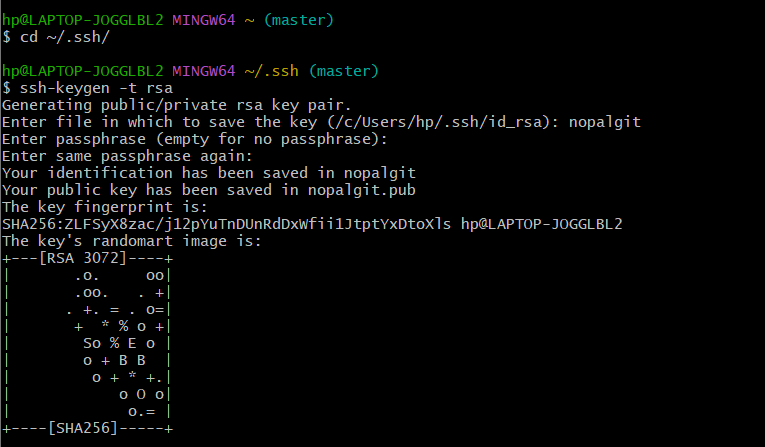 hp@LAPTOP-JOGGLBL2 MINGW64 ~ (master)
$ cd ~/.ssh/
hp@LAPTOP-JOGGLBL2 MINGW64 ~/.ssh (master)
$ ssh-keygen -t rsa
Generating public/private rsa key pair.
Enter file in which to save the key (/c/Users/hp/.ssh/id_rsa): nopalgit
Enter passphrase (empty for no passphrase):
Enter same passphrase again:
Your identification has been saved in nopalgit
Your public key has been saved in nopalgit.pub
The key fingerprint is:
SHA256:ZLFSyX8zac/j12pYuTnDUnRdDxWfii1JtptYxDtoXls hp@LAPTOP-JOGGLBL2
The key's randomart image is:
+---[RSA 3072]----+
|       .o.     oo|
|       .oo.   . +|
|      . +. = . o=|
|       +  * % o +|
|        So % E o |
|        o + B B  |
|         o + * +.|
|            o O o|
|             o.= |
+----[SHA256]-----+